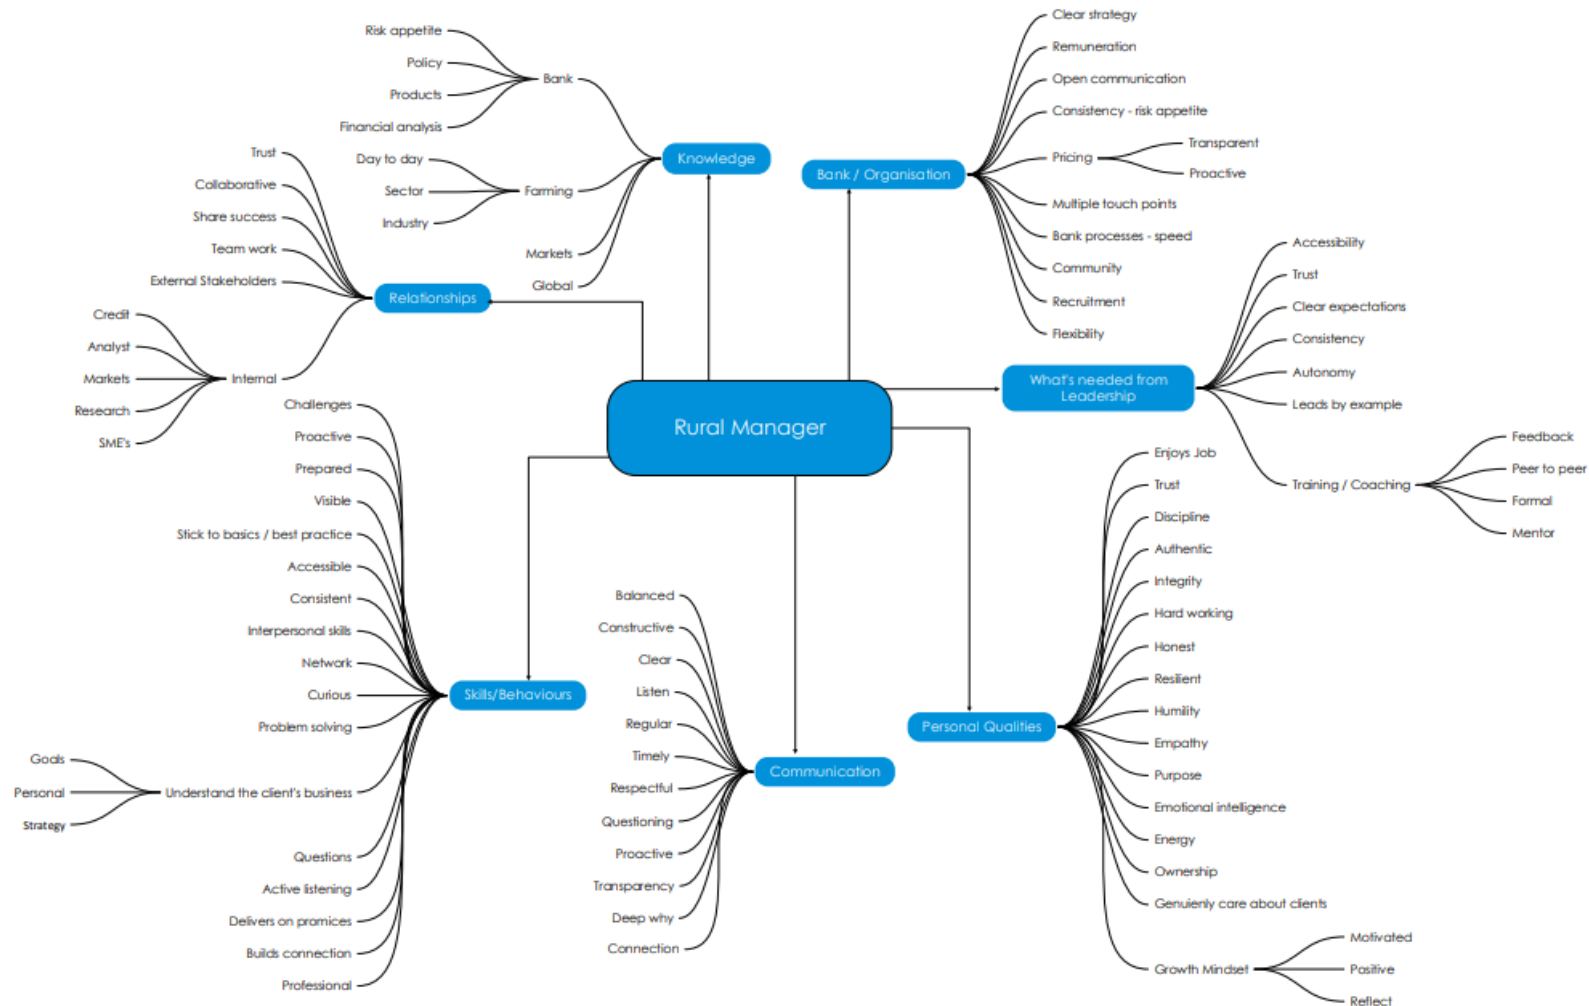 Rural Manager
Knowledge
Bank
Risk appetite
Policy
Products
Financial analysis
Farming
Day to day
Sector
Industry
Markets
Global
Relationships
Trust
Collaborative
Share success
Team work
External Stakeholders
Internal
Credit
Analyst
Markets
Research
SME's
Skills/Behaviours
Challenges
Proactive
Prepared
Visible
Stick to basics / best practice
Accessible
Consistent
Interpersonal skills
Network
Curious
Problem solving
Understand the client's business
Goals
Personal
Strategy
Questions
Active listening
Delivers on promices
Builds connection
Professional
Communication
Balanced
Constructive
Clear
Listen
Regular
Timely
Respectful
Questioning
Proactive
Transparency
Deep why
Connection
Bank / Organisation
Clear strategy
Remuneration
Open communication
Consistency - risk appetite
Pricing
Transparent
Proactive
Multiple touch points
Bank processes - speed
Community
Recruitment
Flexibility
What's needed from
Leadership
Accessibility
Trust
Clear expectations
Consistency
Autonomy
Leads by example
Training / Coaching
Feedback
Peer to peer
Formal
Mentor
Personal Qualities
Enjoys Job
Trust
Discipline
Authentic
Integrity
Hard working
Honest
Resilient
Humility
Empathy
Purpose
Emotional intelligence
Energy
Ownership
Genuienly care about clients
Growth Mindset
Motivated
Positive
Reflect